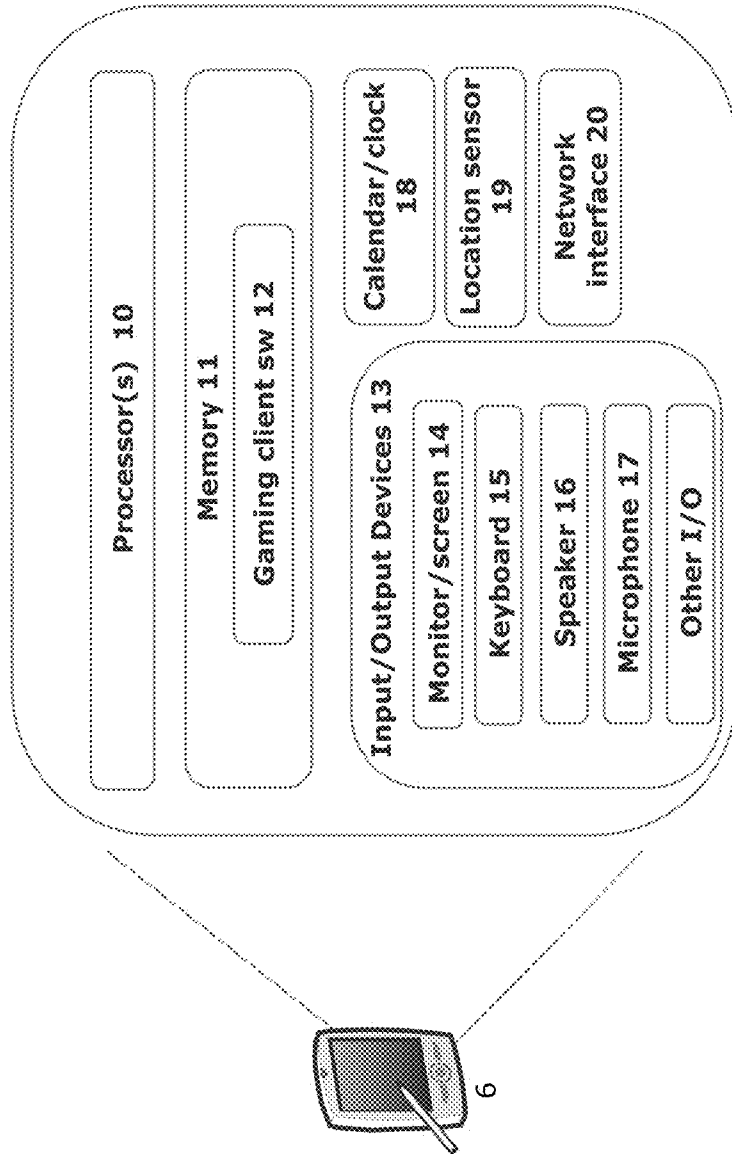 Processor(s) 10
Memory 11
Gaming client sw 12
Input/Output Devices 13
Monitor/screen 14
Keyboard 15
Speaker 16
Microphone 17
Other I/O
Calendar/clock
18
Location sensor
19
Network
interface 20